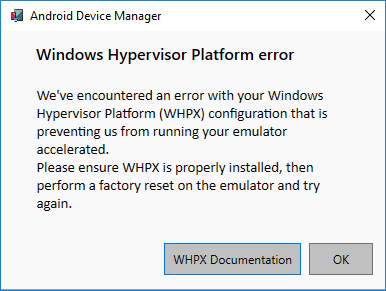 Android Device Manager
Windows Hypervisor Platform error
We've encountered an error with your Windows
Hypervisor Platform (WHPX) configuration that is
preventing us from running your emulator
accelerated.
Please ensure WHPX is properly installed, then
perform a factory reset on the emulator and try
again.
WHPX Documentation
OK